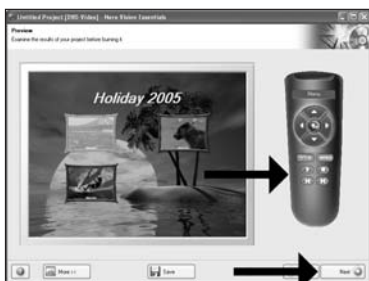 Untitled Project [DVD-Video] - Nero Vision Essentials
Preview
Examine the results of your project before burning it.
Holiday 2005
Menu
More >>
Save
Next